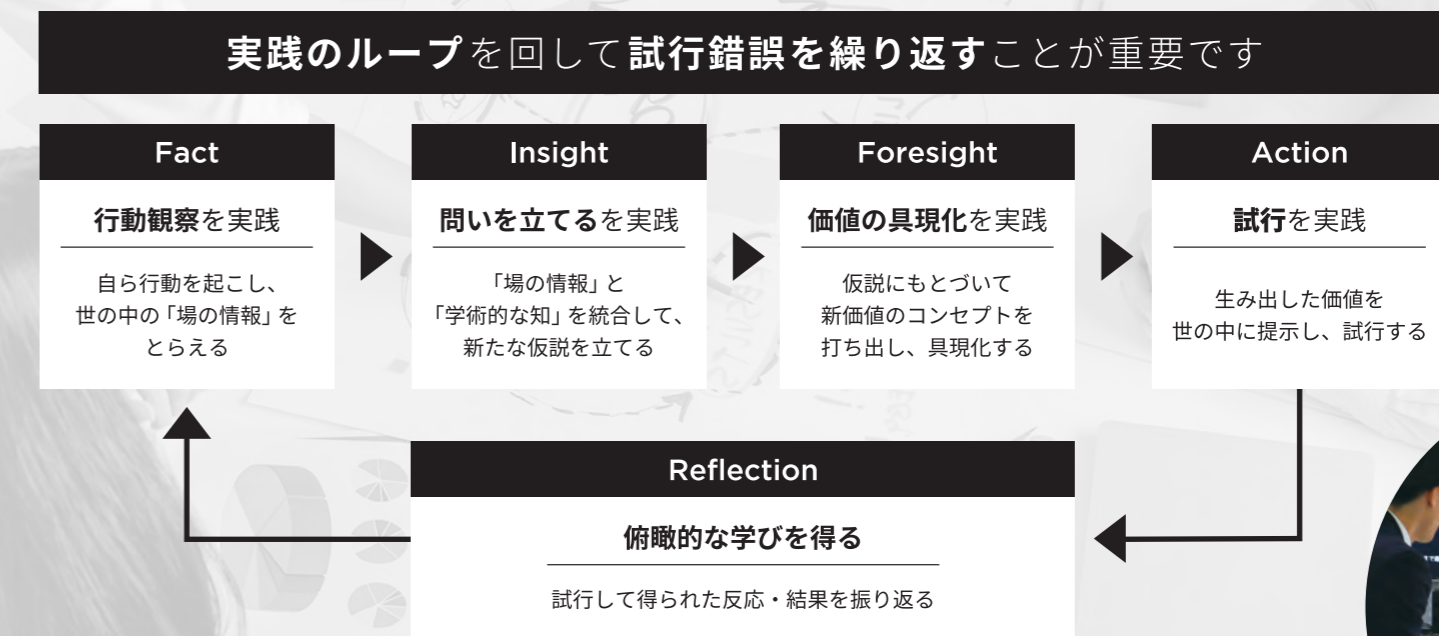 実践のループを回して試行錯誤を繰り返すことが重要です
Fact
行動観察を実践
自ら行動を起こし、
世の中の「場の情報」を
とらえる
Insight
問いを立てるを実践
「場の情報」と
「学術的な知」を統合して、
新たな仮説を立てる
Foresight
価値の具現化を実践
仮説にもとづいて
新価値のコンセプトを
打ち出し、具現化する
Action
試行を実践
生み出した価値を
世の中に提示し、試行する
Reflection
俯瞰的な学びを得る
試行して得られた反応・結果を振り返る